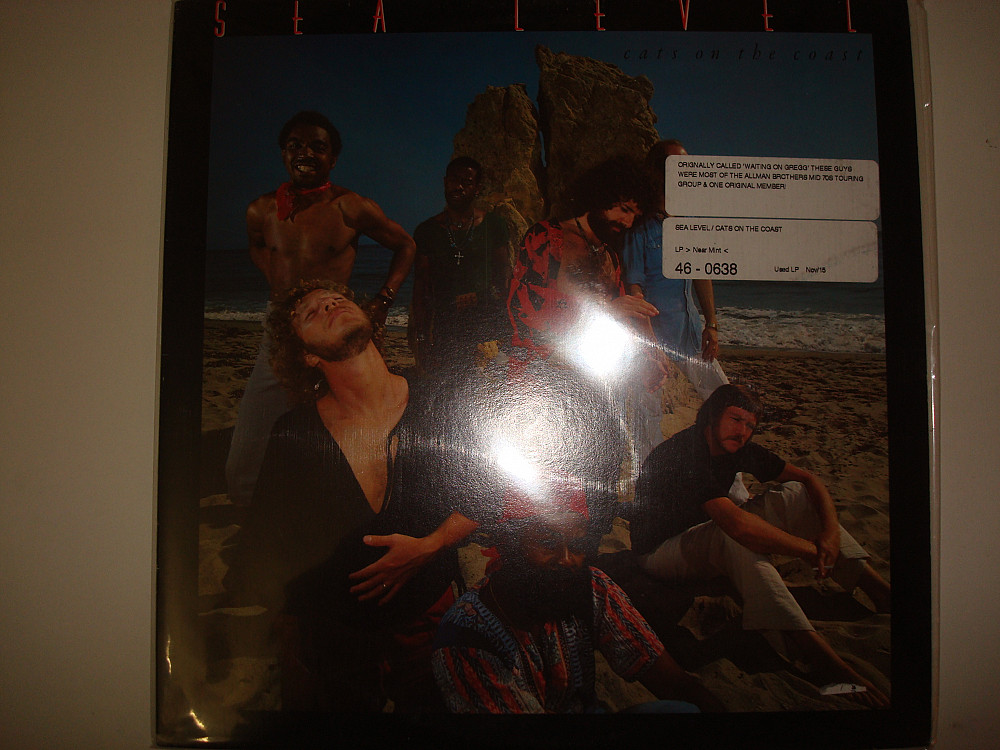 SEA LEVEL
cats on the coast
ORIGNALLY CALLED 'WAITING ON GREGG' THESE GUYS
WERE MOST OF THE ALLMAN BROTHERS MID 70S TOURING
GROUP & ONE ORIGINAL MEMBER!
SEA LEVEL / CATS ON THE COAST
LP > Near Mint <
46 - 0638 Used LP Nov/15